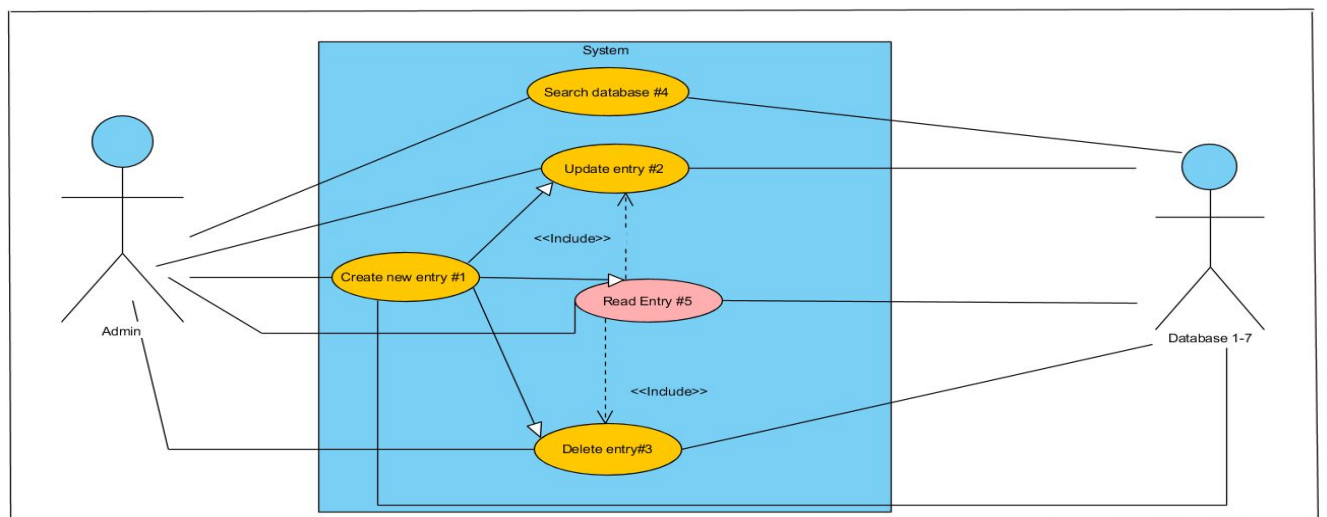 System
Search database #4
Update entry #2
<<Include>>
Create new entry #1
Read Entry #5
Admin
Database 1-7
<<Include>>
Delete entry#3